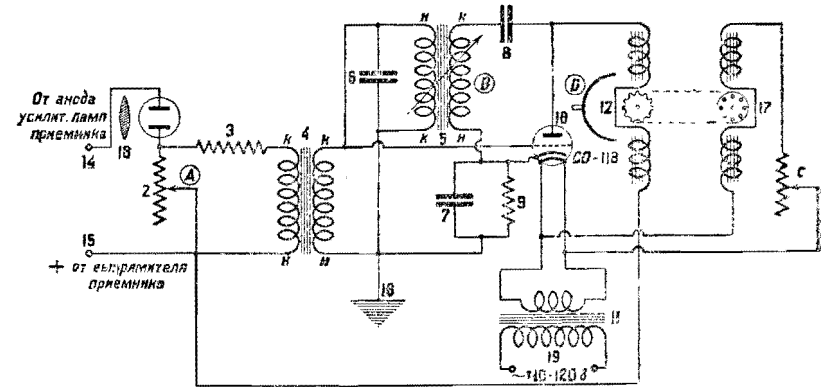 От анода
усилит. ламп
приемника
14
13
2
A
3
4
К
К
Н
Н
15
+ от выпрямителя
приемника
6
Н
К
К
Н
5
В
8
7
9
10
СО-118
Б
12
17
С
18
11
19
~110-120 в